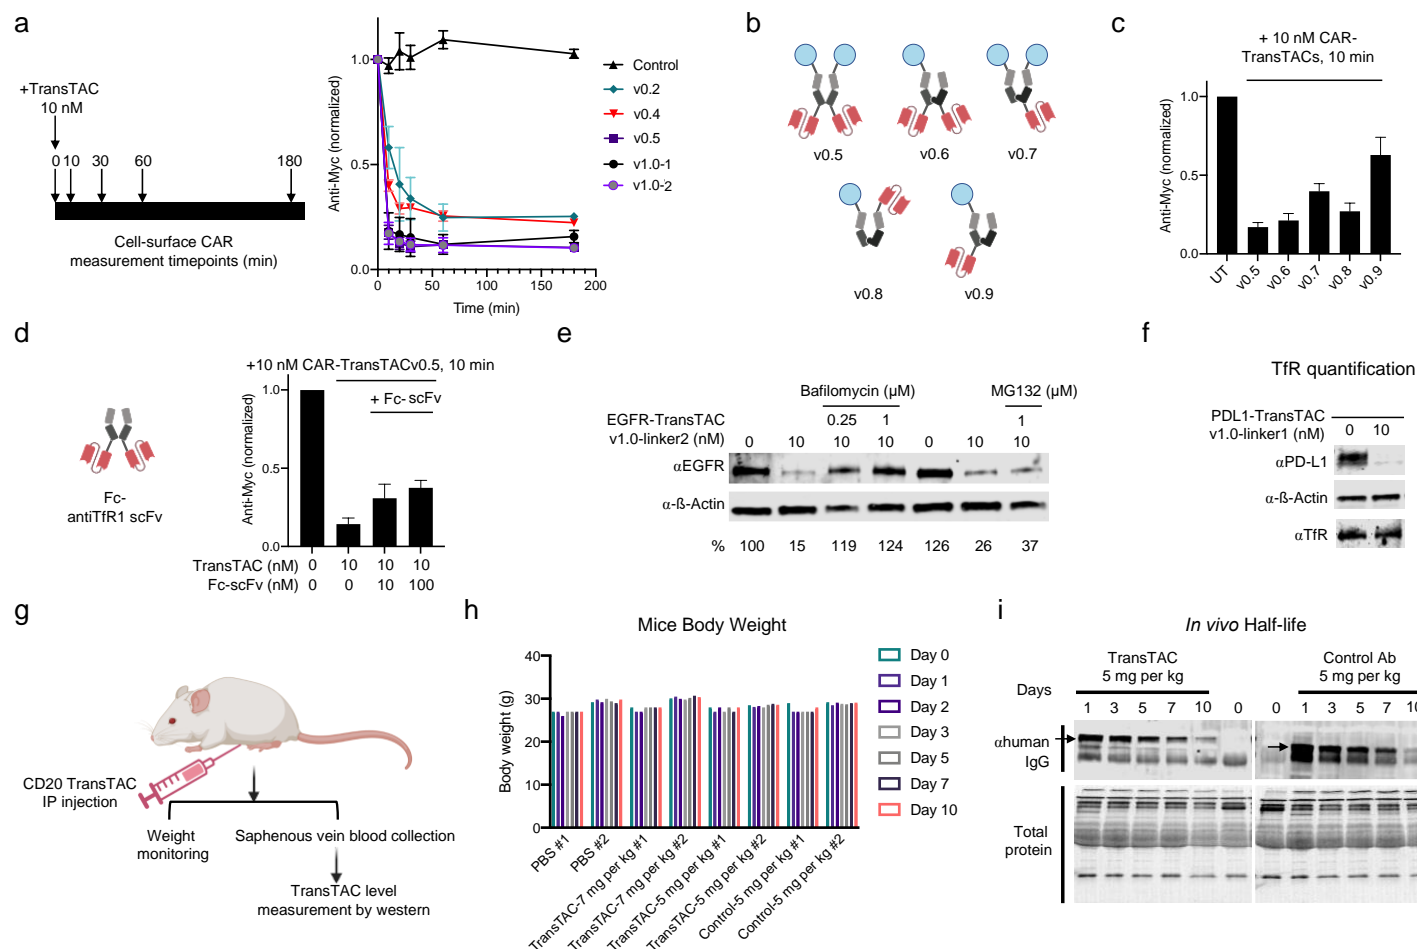 a
+TransTAC
10 nM
0 10 30 60 180
Cell-surface CAR
measurement timepoints (min)
Anti-Myc (normalized)
1.0
0.5
0.0
0 50 100 150 200
Time (min)
Control
v0.2
v0.4
v0.5
v1.0-1
v1.0-2
b
v0.5 v0.6 v0.7
v0.8 v0.9
c
+ 10 nM CAR-
TransTACs, 10 min
Anti-Myc (normalized)
1.0
0.5
0.0
UT v0.5 v0.6 v0.7 v0.8 v0.9
d
Fc-
antiTfR1 scFv
+10 nM CAR-TransTACv0.5, 10 min
+ Fc-scFv
Anti-Myc (normalized)
1.0
0.5
0.0
TransTAC (nM) 0 10 10 10
Fc-scFv (nM) 0 0 10 100
e
Bafilomycin (µM) MG132 (µM)
EGFR-TransTAC 0.25 1 1
v1.0-linker2 (nM) 0 10 10 10 0 10 10
αEGFR
α-ß-Actin
% 100 15 119 124 126 26 37
f
TfR quantification
PDL1-TransTAC
v1.0-linker1 (nM) 0 10
αPD-L1
α-ß-Actin
αTfR
g
CD20 TransTAC
IP injection
Weight
monitoring
Saphenous vein blood collection
TransTAC level
measurement by western
h
Mice Body Weight
Body weight (g)
40
30
20
10
0
PBS #1
PBS #2
TransTAC-7 mg per kg #1
TransTAC-7 mg per kg #2
TransTAC-5 mg per kg #1
TransTAC-5 mg per kg #2
Control-5 mg per kg #1
Control-5 mg per kg #2
Day 0
Day 1
Day 2
Day 3
Day 5
Day 7
Day 10
i
In vivo Half-life
TransTAC
5 mg per kg
Control Ab
5 mg per kg
Days 1 3 5 7 10 0 0 1 3 5 7 10
αhuman
IgG
Total
protein